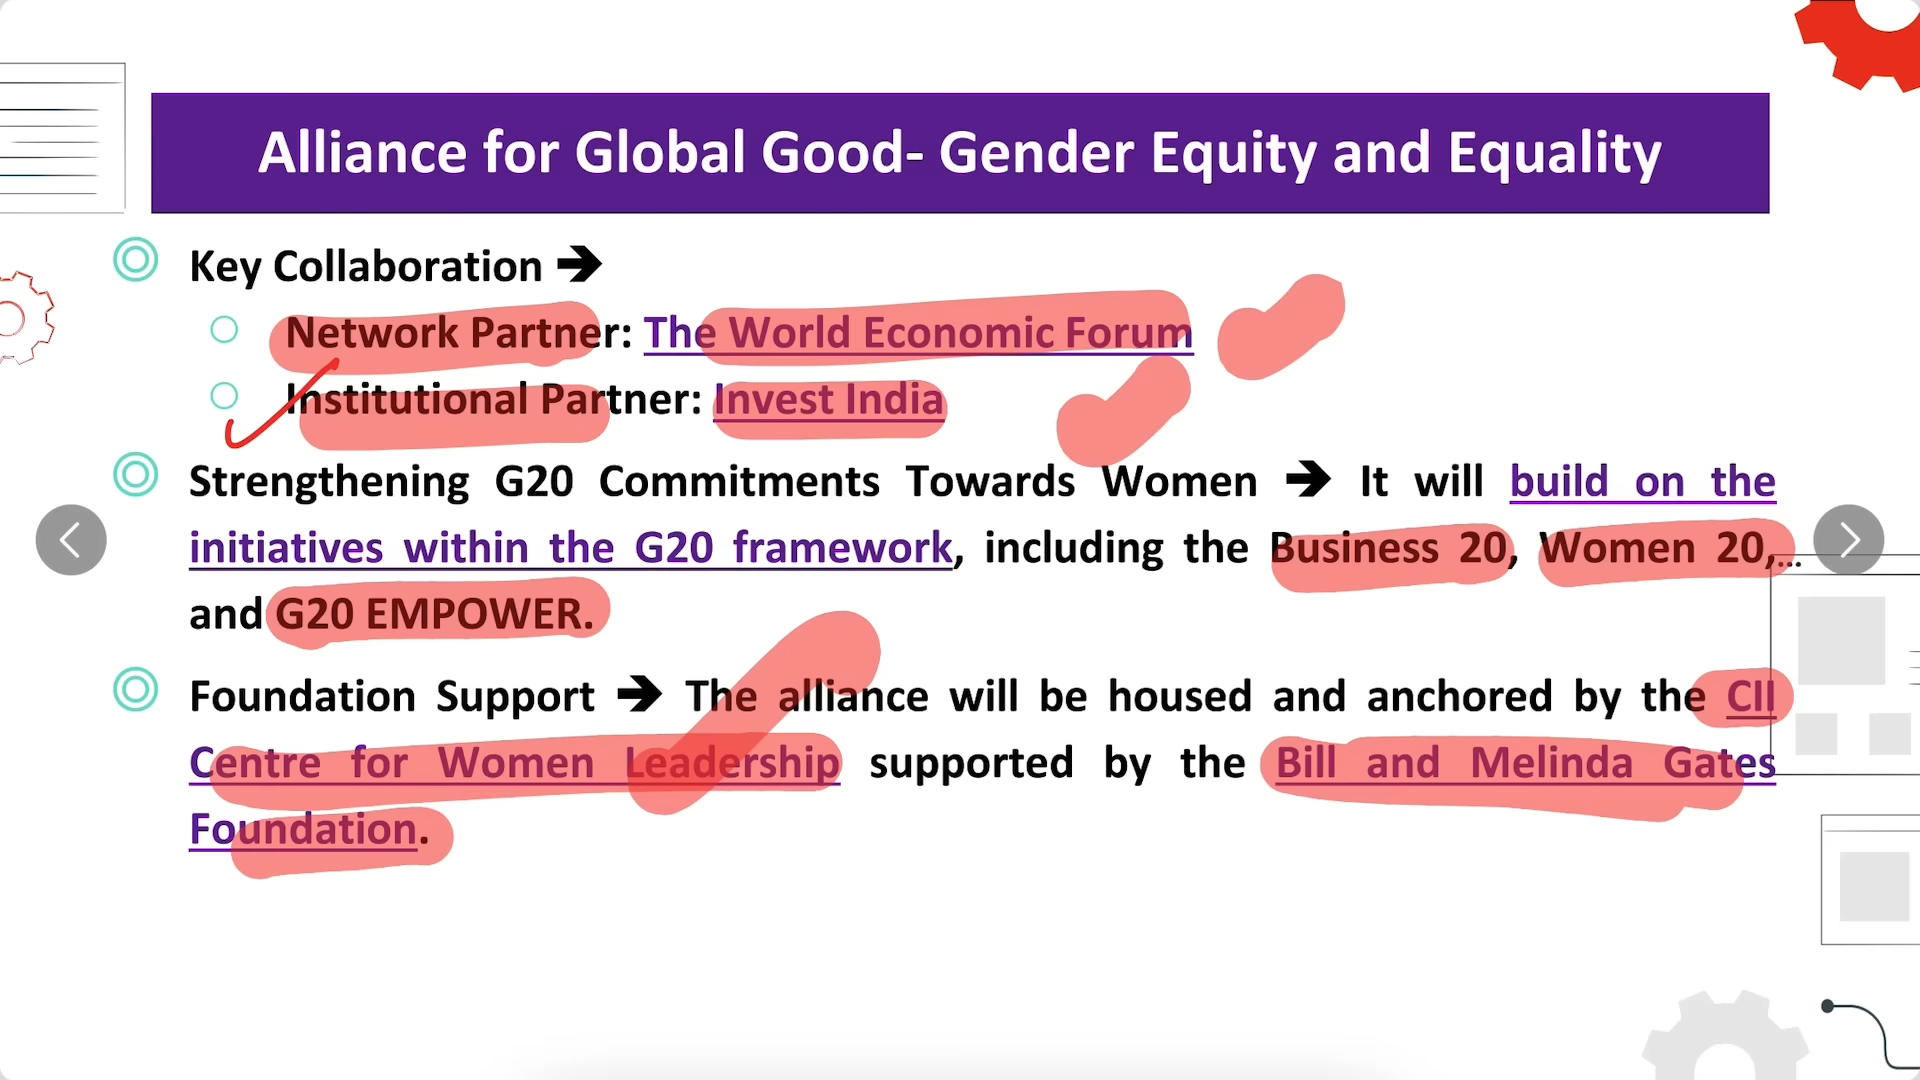 Alliance for Global Good- Gender Equity and Equality
Key Collaboration ➔
Network Partner: The World Economic Forum
Institutional Partner: Invest India
Strengthening G20 Commitments Towards Women ➔ It will build on the
initiatives within the G20 framework, including the Business 20, Women 20,...
and G20 EMPOWER.
Foundation Support ➔ The alliance will be housed and anchored by the CII
Centre for Women Leadership supported by the Bill and Melinda Gates
Foundation.